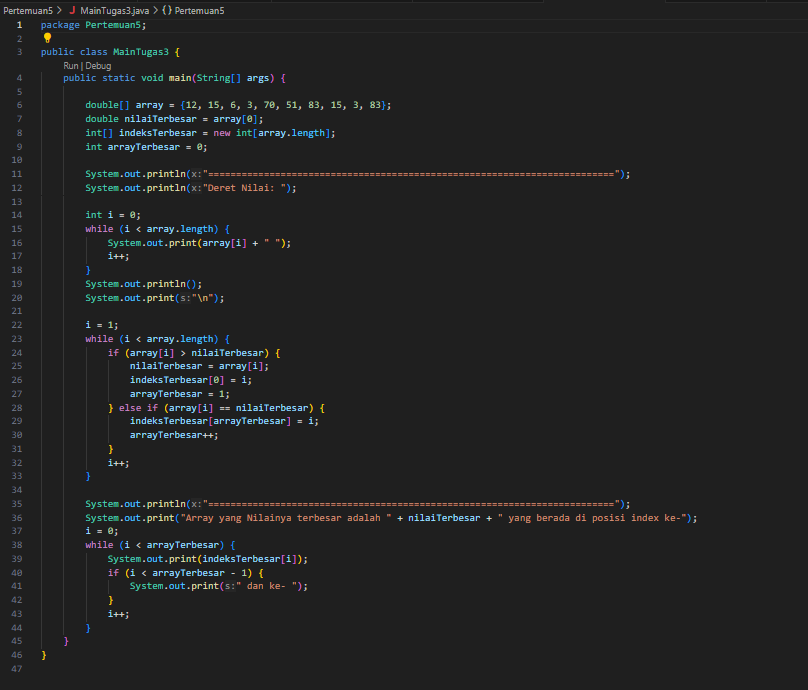 Pertemuan5 > J MainTugas3.java > {} Pertemuan5
1 package Pertemuan5;
2
3 public class MainTugas3 {
Run | Debug
4 public static void main(String[] args) {
5
6 double[] array = {12, 15, 6, 3, 70, 51, 83, 15, 3, 83};
7 double nilaiTerbesar = array[0];
8 int[] indeksTerbesar = new int[array.length];
9 int arrayTerbesar = 0;
10
11 System.out.println(x:"=========================================================================");
12 System.out.println(x:"Deret Nilai: ");
13
14 int i = 0;
15 while (i < array.length) {
16 System.out.print(array[i] + " ");
17 i++;
18 }
19 System.out.println();
20 System.out.print(s:"\n");
21
22 i = 1;
23 while (i < array.length) {
24 if (array[i] > nilaiTerbesar) {
25 nilaiTerbesar = array[i];
26 indeksTerbesar[0] = i;
27 arrayTerbesar = 1;
28 } else if (array[i] == nilaiTerbesar) {
29 indeksTerbesar[arrayTerbesar] = i;
30 arrayTerbesar++;
31 }
32 i++;
33 }
34
35 System.out.println(x:"=========================================================================");
36 System.out.print("Array yang Nilainya terbesar adalah " + nilaiTerbesar + " yang berada di posisi index ke-");
37 i = 0;
38 while (i < arrayTerbesar) {
39 System.out.print(indeksTerbesar[i]);
40 if (i < arrayTerbesar - 1) {
41 System.out.print(s:" dan ke- ");
42 }
43 i++;
44 }
45 }
46 }
47